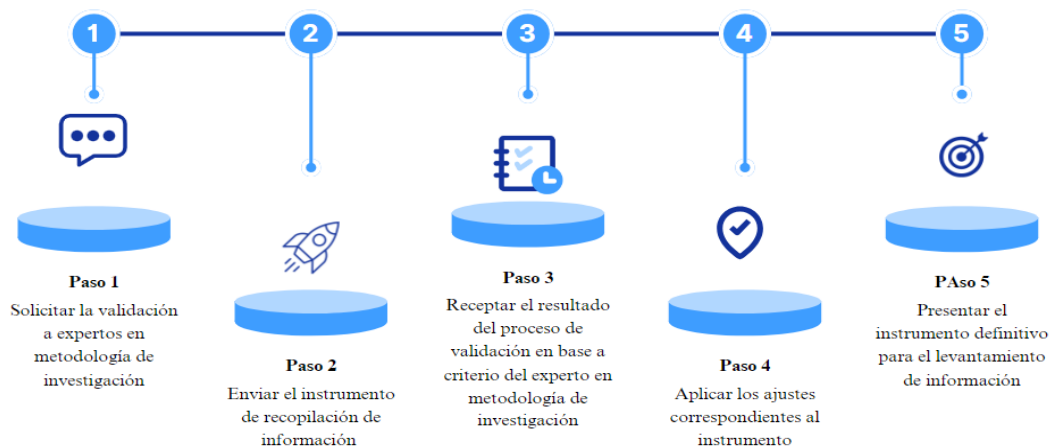 1
2
3
4
5
Paso 1
Solicitar la validación
a expertos en
metodología de
investigación
Paso 2
Enviar el instrumento
de recopilación de
información
Paso 3
Receptar el resultado
del proceso de
validación en base a
criterio del experto en
metodología de
investigación
Paso 4
Aplicar los ajustes
correspondientes al
instrumento
PAso 5
Presentar el
instrumento definitivo
para el levantamiento
de información